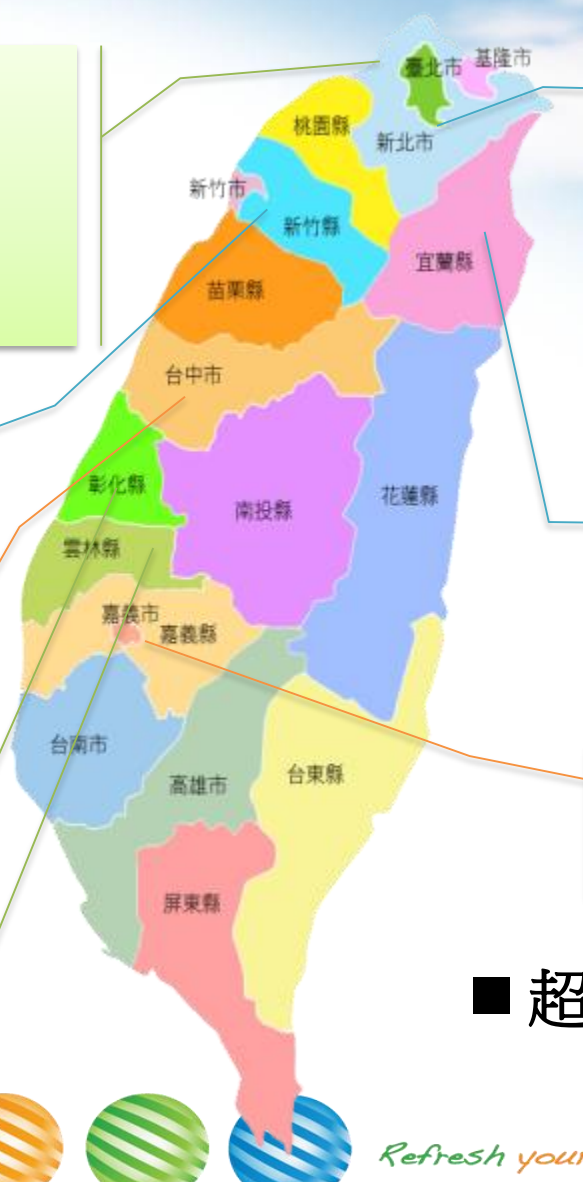 臺北市
基隆市
桃園縣
新北市
新竹市
新竹縣
宜蘭縣
苗栗縣
台中市
彰化縣
南投縣
花蓮縣
雲林縣
嘉義市
嘉義縣
台南市
高雄市
台東縣
屏東縣
■ 超
Refresh your